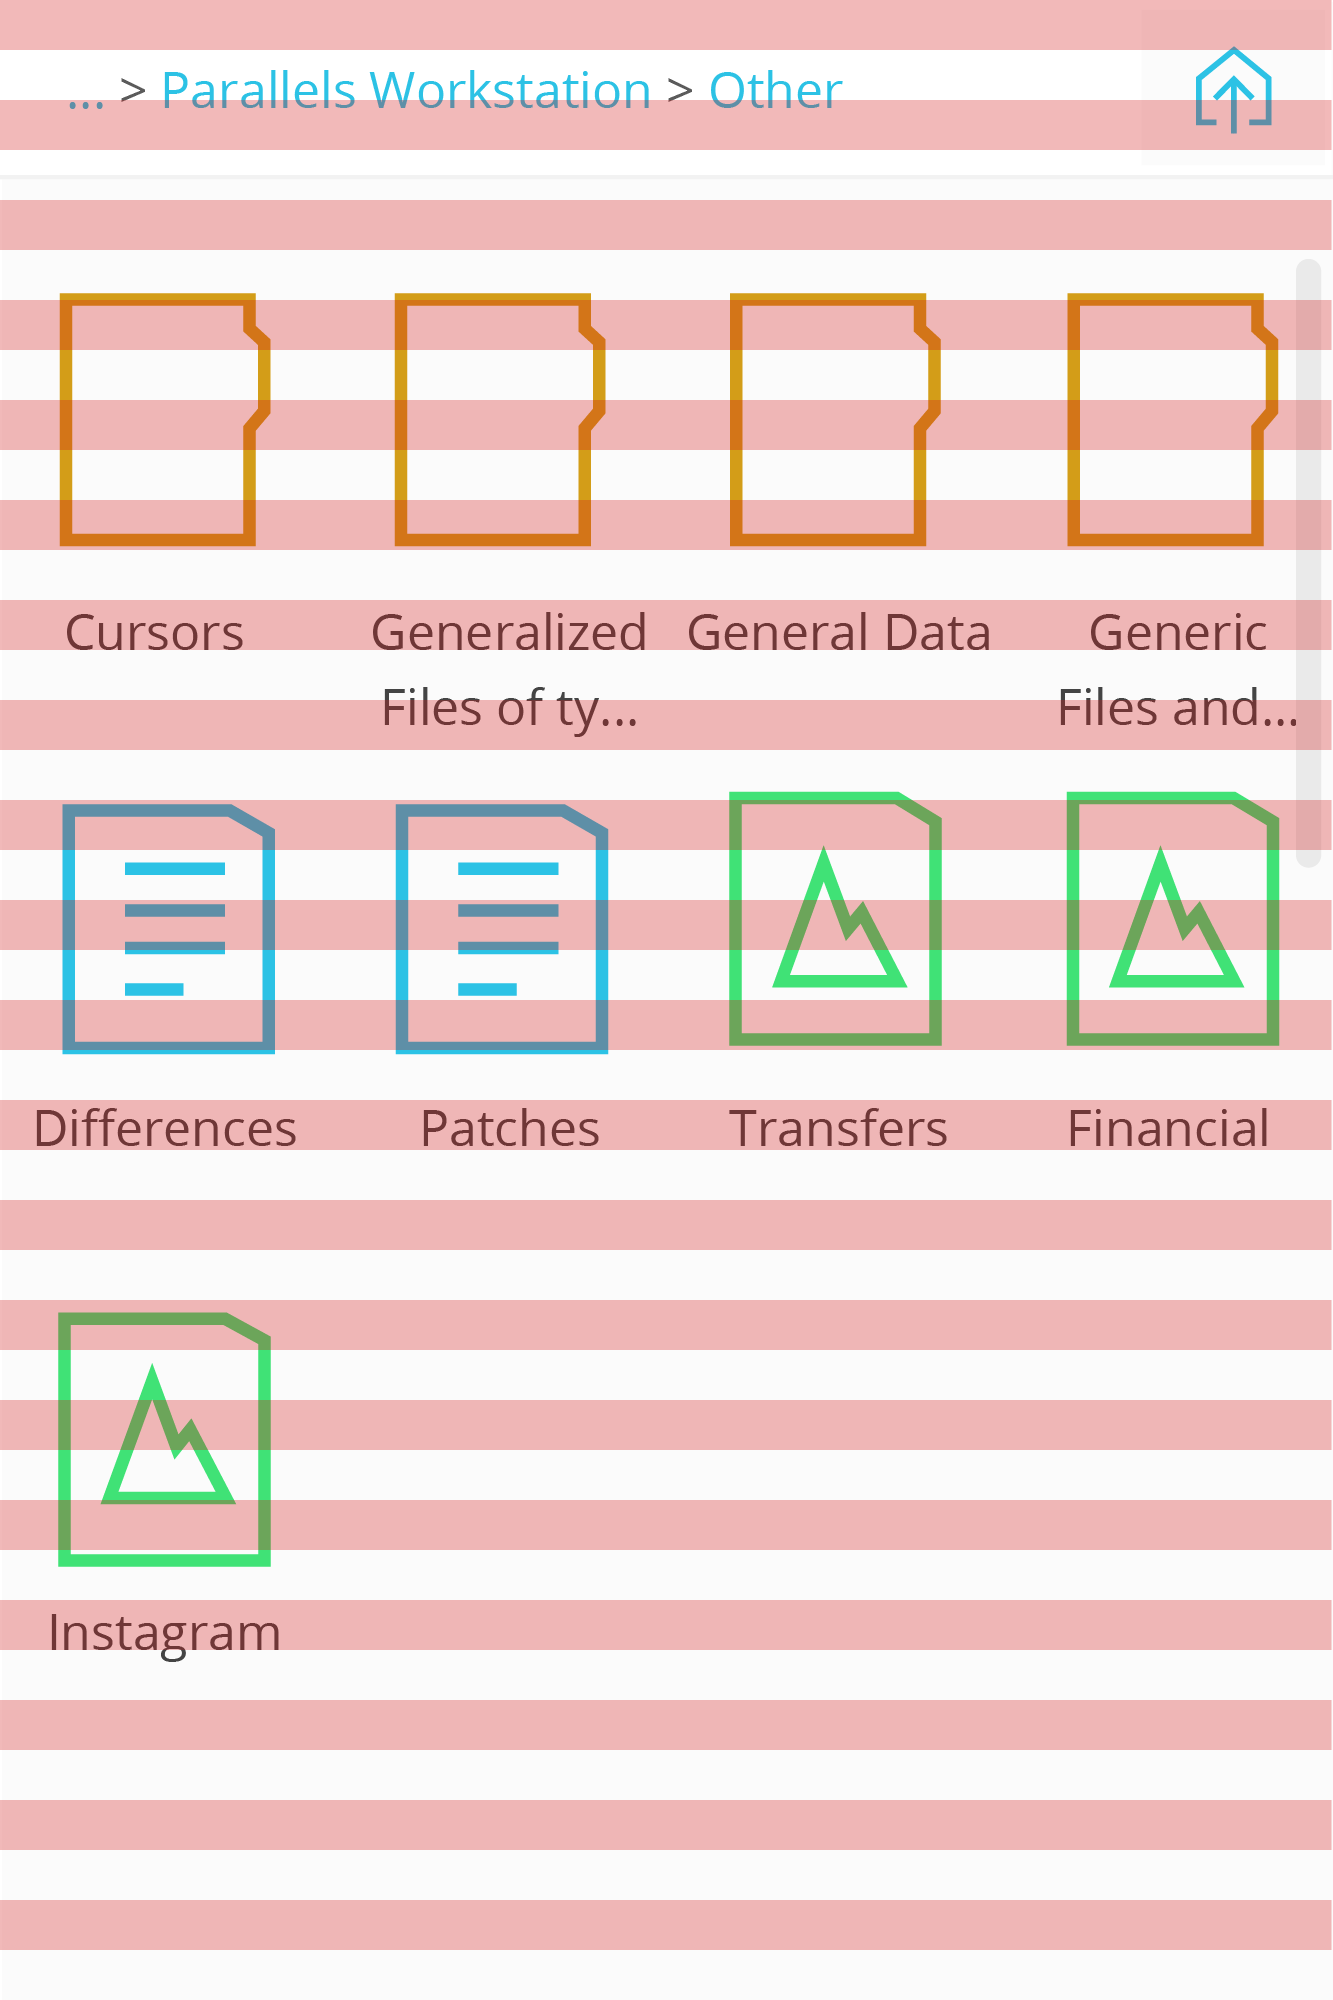 ... > Parallels Workstation > Other
Cursors
Generalized
Files of ty...
General Data
Generic
Files and...
Differences
Patches
Transfers
Financial
Instagram